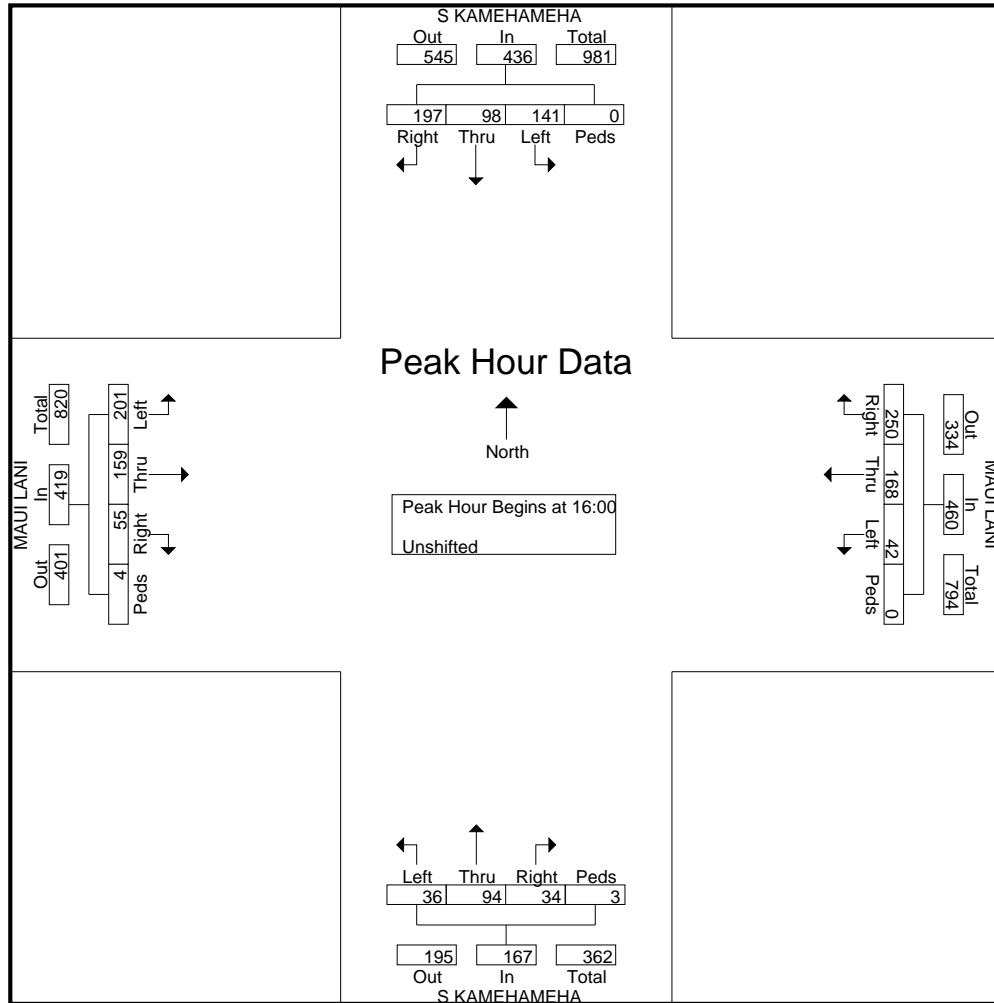 S KAMEHAMEHA
Out In Total
545 436 981
197 98 141 0
Right Thru Left Peds
Peak Hour Data
North
Peak Hour Begins at 16:00
Unshifted
MAUI LANI
Out In Total
401 419 820
Left Thru Right Peds
201 159 55 4
Right Thru Left Peds
250 168 42 0
Out In Total
334 460 794
MAUI LANI
Left Thru Right Peds
36 94 34 3
195 167 362
Out In Total
S KAMEHAMEHA